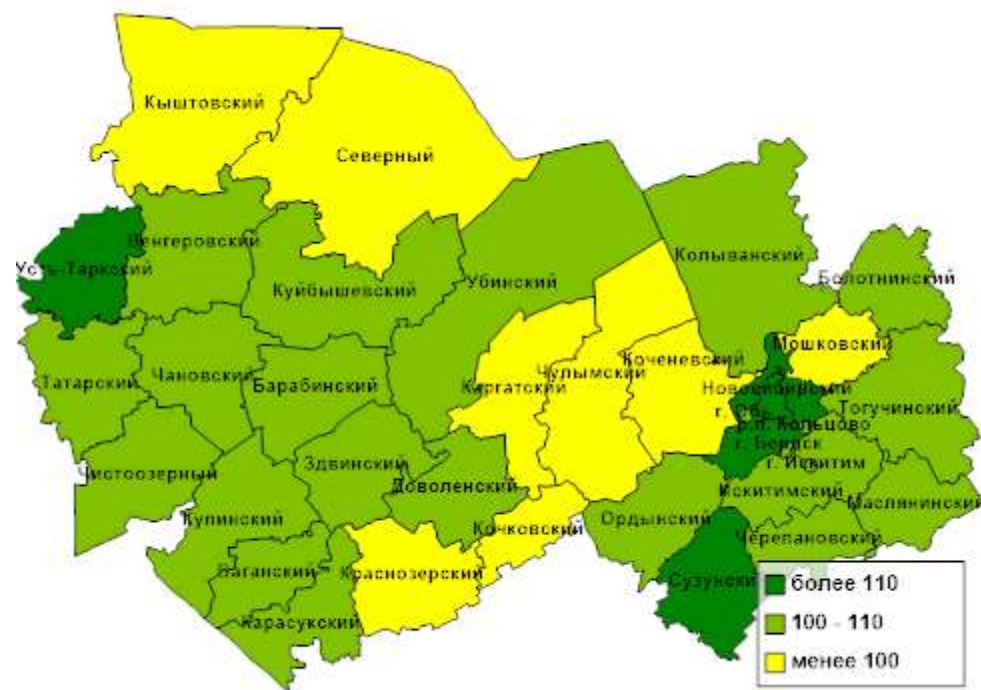 Кыштовский
Северный
Венгеровский
Усть-Таркский
Куйбышевский
Убинский
Колыванский
Болотнинский
Татарский
Чановский
Барабинский
Каргатский
Чулымский
Коченевский
Мошковский
Новосибирский
г. Обь
р.п. Кольцово
Тогучинский
г. Бердск
г. Искитим
Чистоозерный
Здвинский
Доволенский
Искитимский
Маслянинский
Купинский
Кочковский
Ордынский
Черепановский
Баганский
Краснозерский
Сузунский
Карасукский
более 110
100 - 110
менее 100